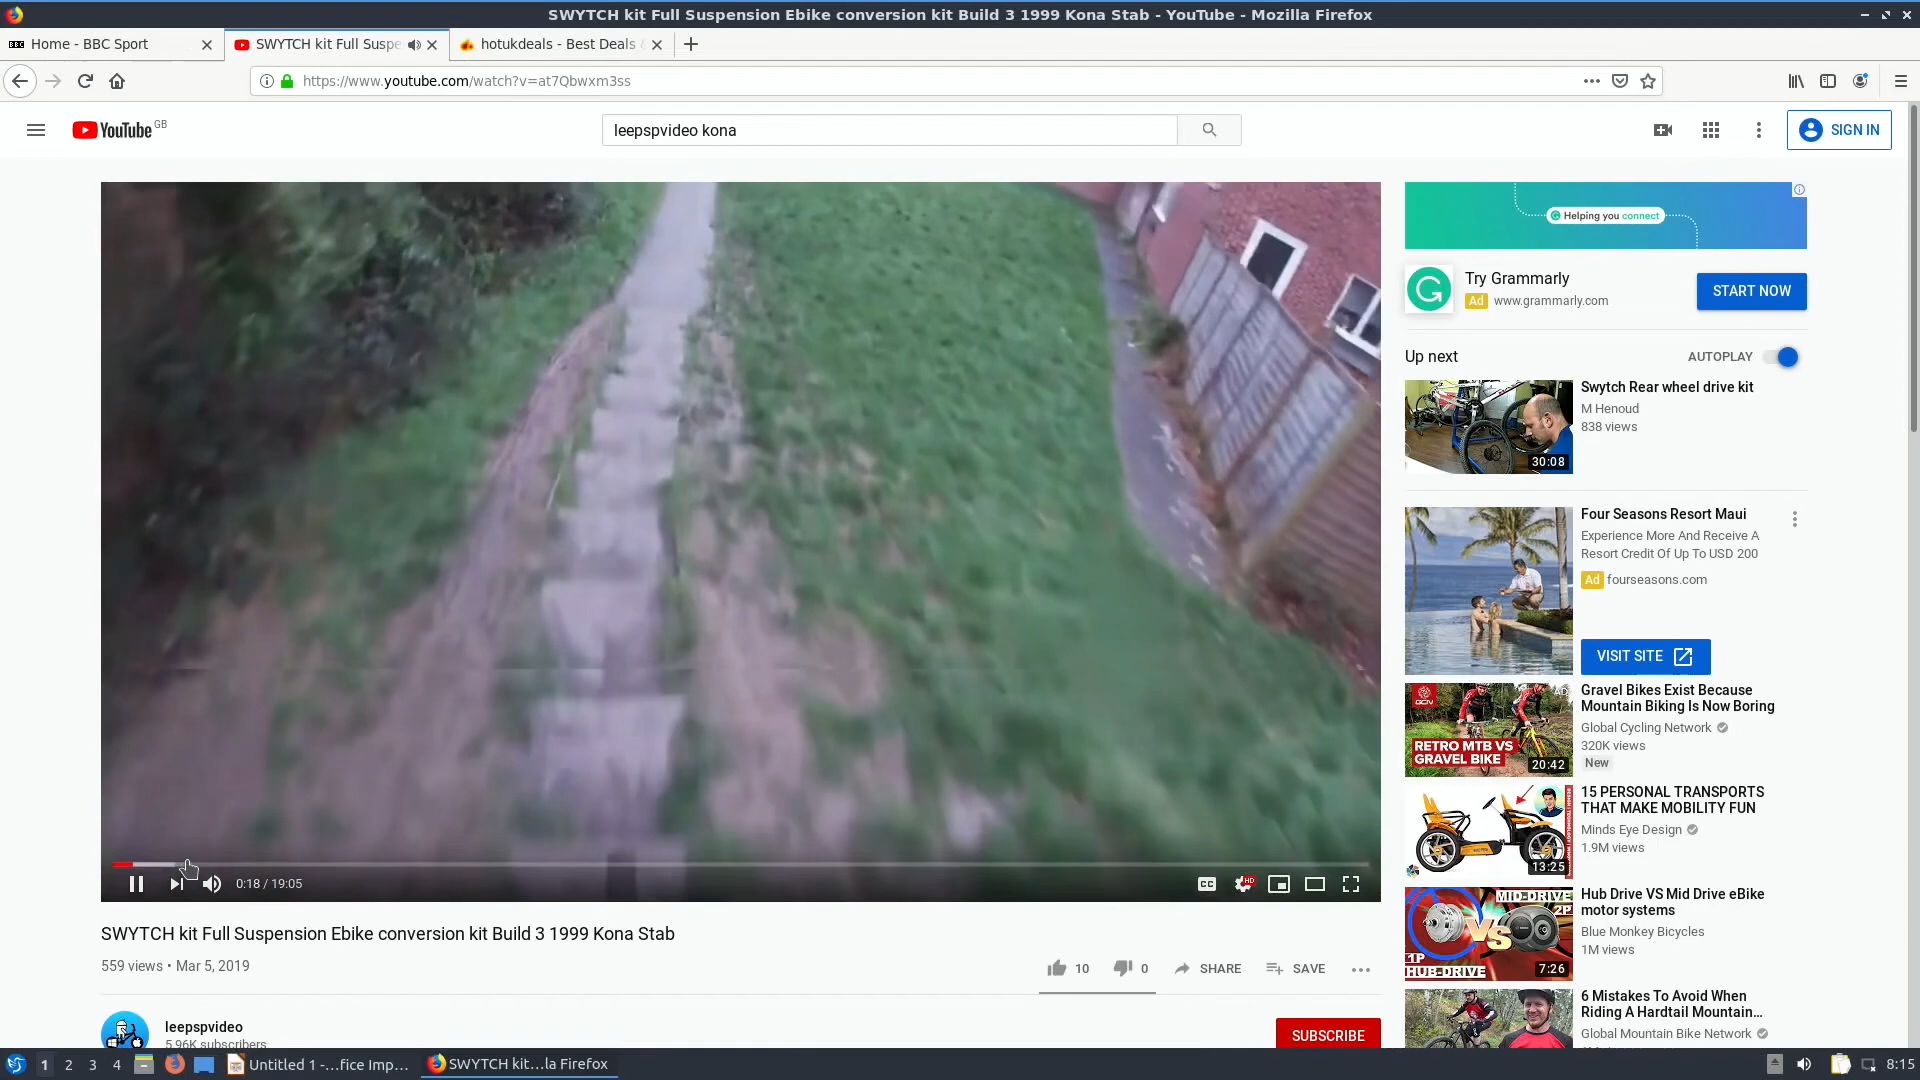 SWYTCH kit Full Suspension Ebike conversion kit Build 3 1999 Kona Stab - YouTube - Mozilla Firefox
BBC Home - BBC Sport
SWYTCH kit Full Suspe
hotukdeals - Best Deals
https://www.youtube.com/watch?v=at7Qbwxm3ss
YouTube GB
leepspvideo kona
SIGN IN
Helping you connect
Try Grammarly
Ad www.grammarly.com
START NOW
Up next
AUTOPLAY
Swytch Rear wheel drive kit
M Henoud
838 views
30:08
Four Seasons Resort Maui
Experience More And Receive A
Resort Credit Of Up To USD 200
Ad fourseasons.com
VISIT SITE
GCN
RETRO MTB VS
GRAVEL BIKE
20:42
Gravel Bikes Exist Because
Mountain Biking Is Now Boring
Global Cycling Network
320K views
New
13:25
15 PERSONAL TRANSPORTS
THAT MAKE MOBILITY FUN
Minds Eye Design
1.9M views
MID-DRIVE
2P
VS
1P
HUB-DRIVE
7:26
Hub Drive VS Mid Drive eBike
motor systems
Blue Monkey Bicycles
1M views
6 Mistakes To Avoid When
Riding A Hardtail Mountain...
Global Mountain Bike Network
0:18 / 19:05
CC
HD
SWYTCH kit Full Suspension Ebike conversion kit Build 3 1999 Kona Stab
559 views • Mar 5, 2019
10
0
SHARE
SAVE
leepspvideo
5.96K subscribers
SUBSCRIBE
1 2 3 4
Untitled 1 -...fice Imp...
SWYTCH kit...la Firefox
8:15